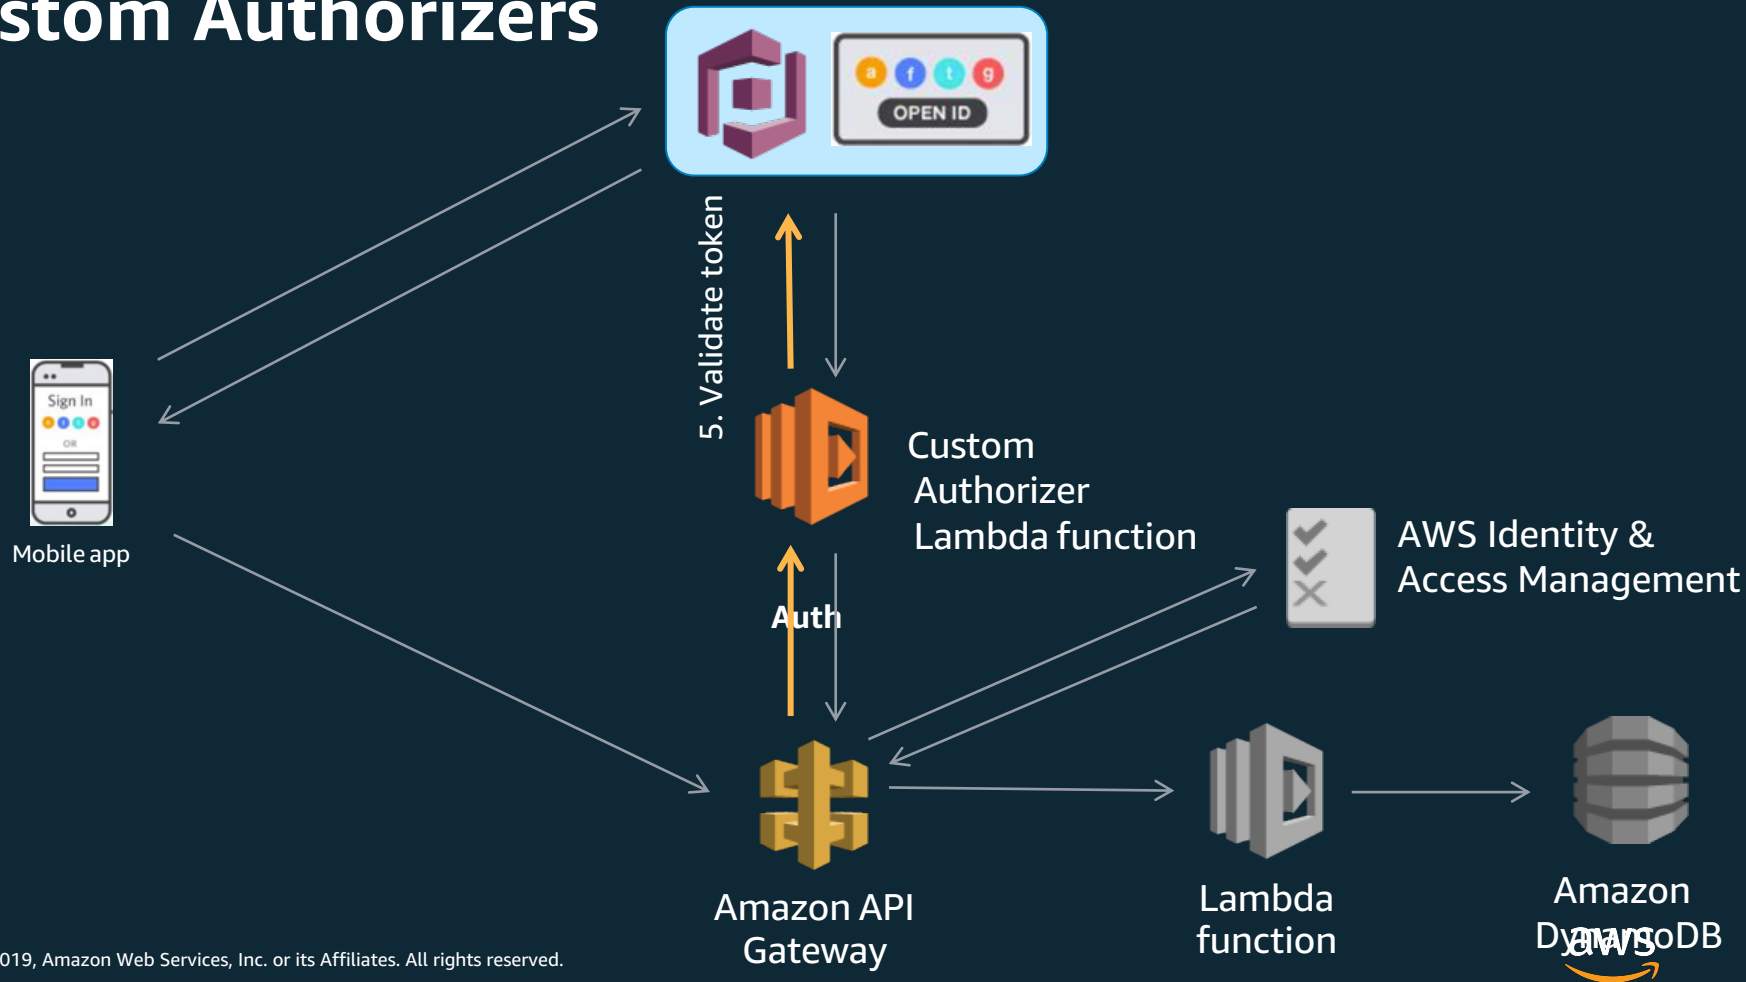 stom Authorizers
a f t g
OPEN ID
5. Validate token
Sign In
OR
Mobile app
Custom
Authorizer
Lambda function
Auth
AWS Identity &
Access Management
Amazon API
Gateway
Lambda
function
Amazon
DynamoDB
aws
019, Amazon Web Services, Inc. or its Affiliates. All rights reserved.